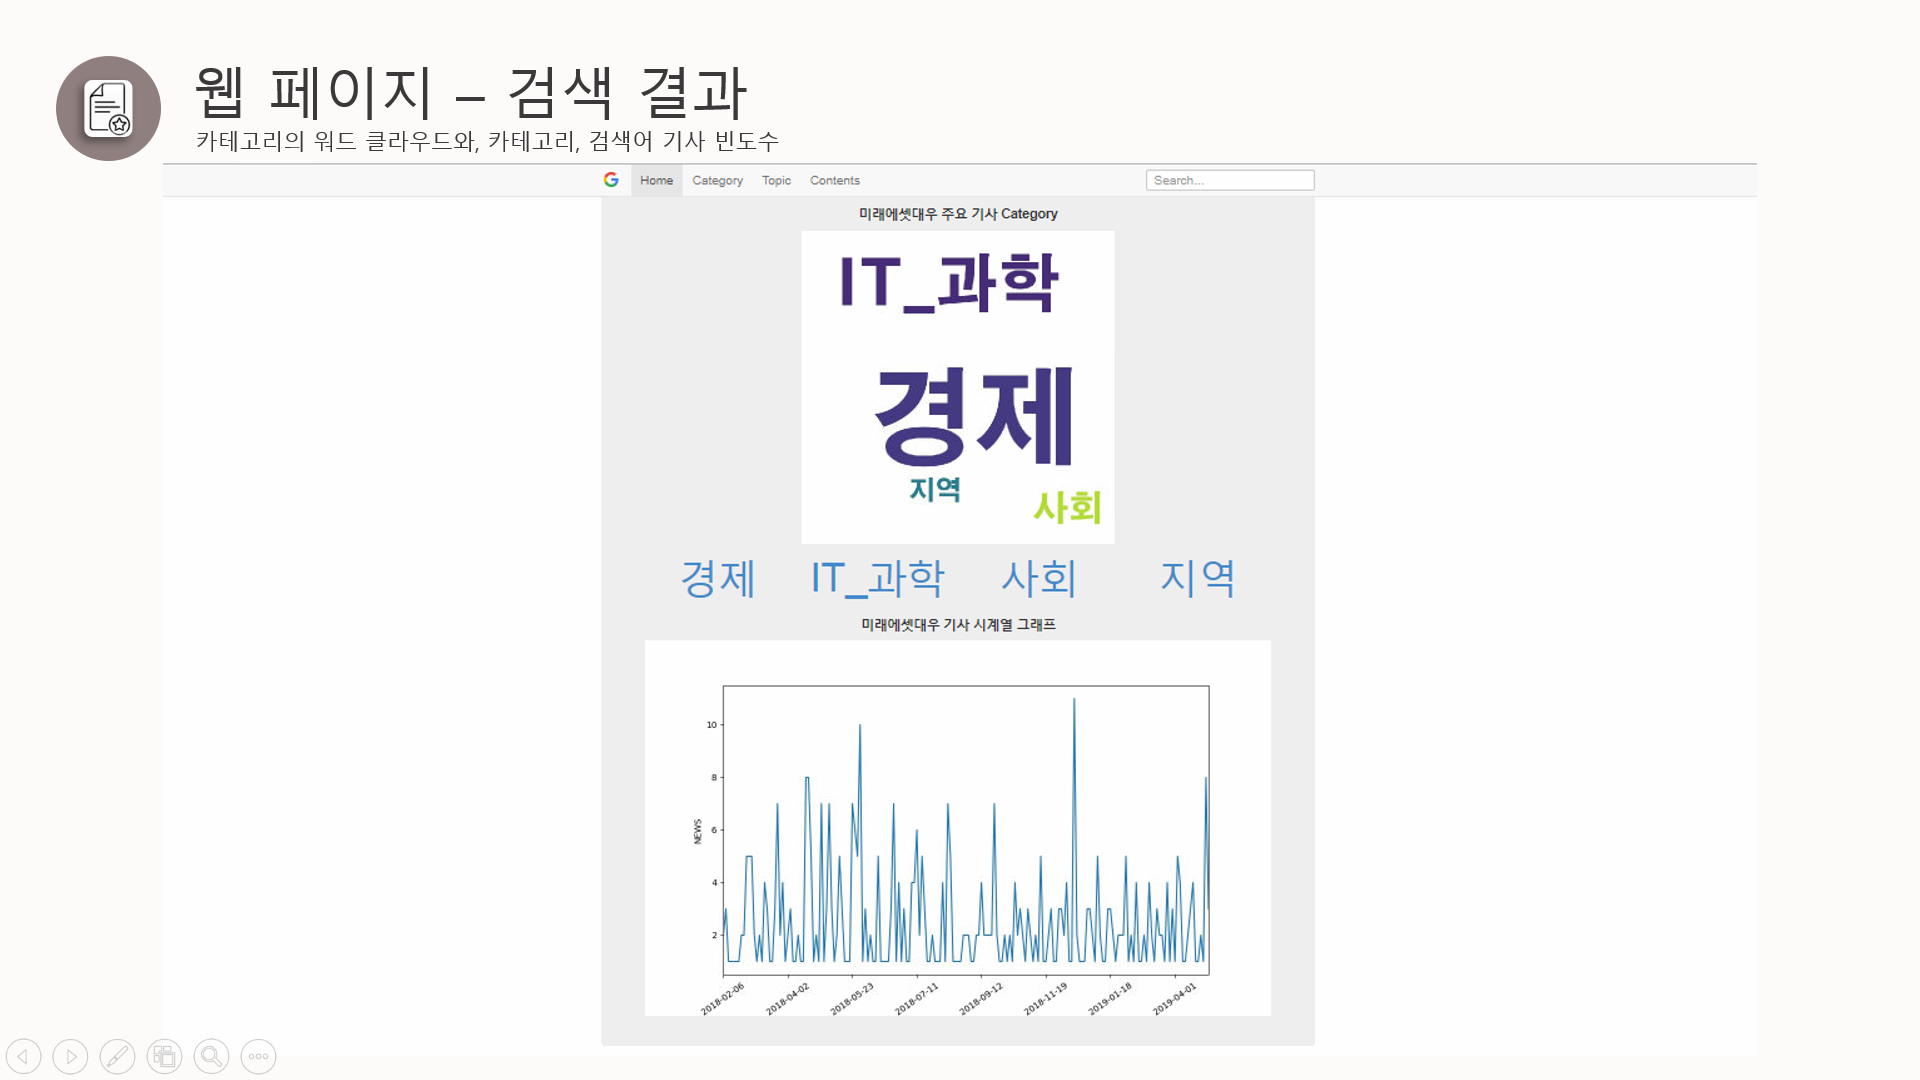 웹 페이지 – 검색 결과
카테고리의 워드 클라우드와, 카테고리, 검색어 기사 빈도수
Home Category Topic Contents Search...
미래에셋대우 주요 기사 Category
IT_과학
경제
지역
사회
경제 IT_과학 사회 지역
미래에셋대우 기사 시계열 그래프
10
8
6
4
2
NEWS
2018-02-06 2018-04-02 2018-05-23 2018-07-11 2018-09-12 2018-11-19 2019-01-18 2019-04-01